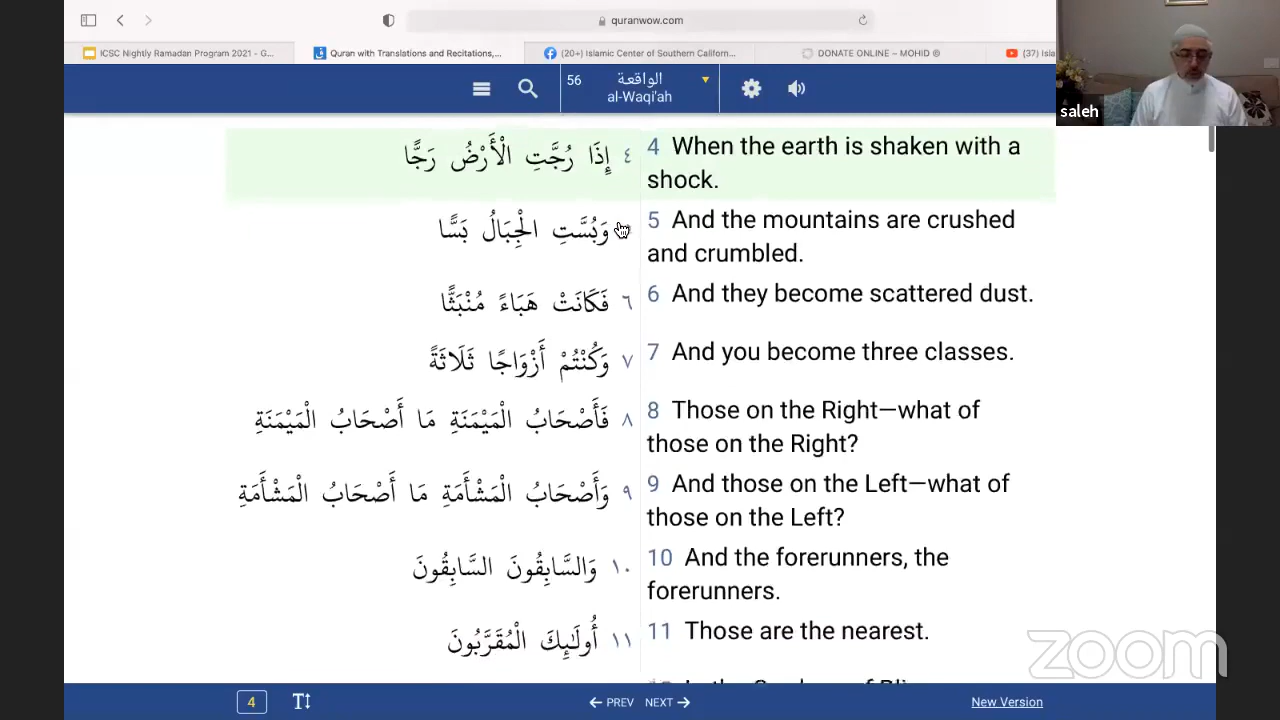 quranwow.com
ICSC Nightly Ramadan Program 2021 - G...
Quran with Translations and Recitations,...
(20+) Islamic Center of Southern Californ...
DONATE ONLINE – MOHID ®
(37) Isla
saleh
56
الواقعة
al-Waqi'ah
٤ إِذَا رُجَّتِ الْأَرْضُ رَجًّا
4 When the earth is shaken with a
shock.
وَبُسَّتِ الْجِبَالُ بَسًّا
5 And the mountains are crushed
and crumbled.
٦ فَكَانَتْ هَبَاءً مُنْبَثًّا
6 And they become scattered dust.
٧ وَكُنْتُمْ أَزْوَاجًا ثَلَاثَةً
7 And you become three classes.
٨ فَأَصْحَابُ الْمَيْمَنَةِ مَا أَصْحَابُ الْمَيْمَنَةِ
8 Those on the Right—what of
those on the Right?
٩ وَأَصْحَابُ الْمَشْأَمَةِ مَا أَصْحَابُ الْمَشْأَمَةِ
9 And those on the Left—what of
those on the Left?
١٠ وَالسَّابِقُونَ السَّابِقُونَ
10 And the forerunners, the
forerunners.
١١ أُولَٰئِكَ الْمُقَرَّبُونَ
11 Those are the nearest.
zoom
4
PREV NEXT
New Version